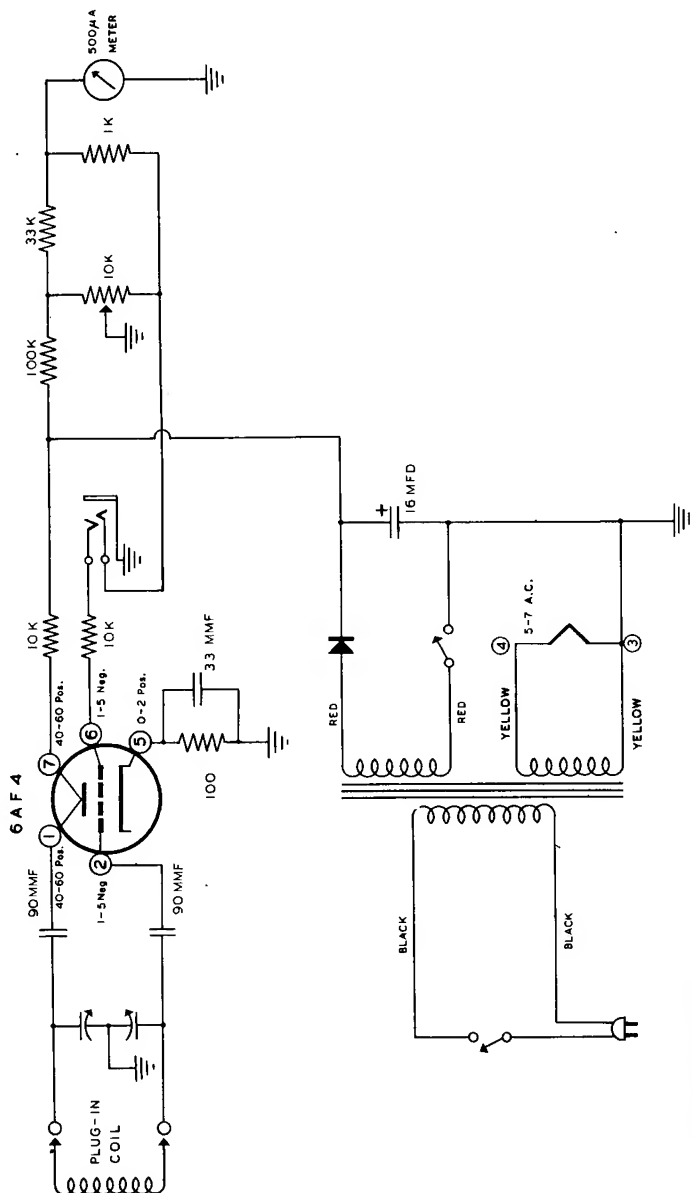 6AF4
500µA
METER
33K
100K
1K
10K
10K
10K
40-60 Pos.
7
1-5 Neg.
6
0-2 Pos.
5
33 MMF
100
1
40-60 Pos.
90 MMF
2
1-5 Neg
90 MMF
PLUG-IN
COIL
RED
RED
+
16 MFD
YELLOW
4
5-7 A.C.
3
YELLOW
BLACK
BLACK